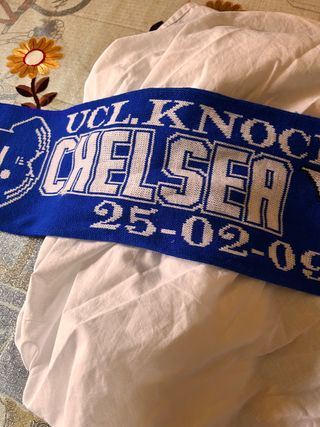 UCL KNOC
CHELSEA
25-02-09